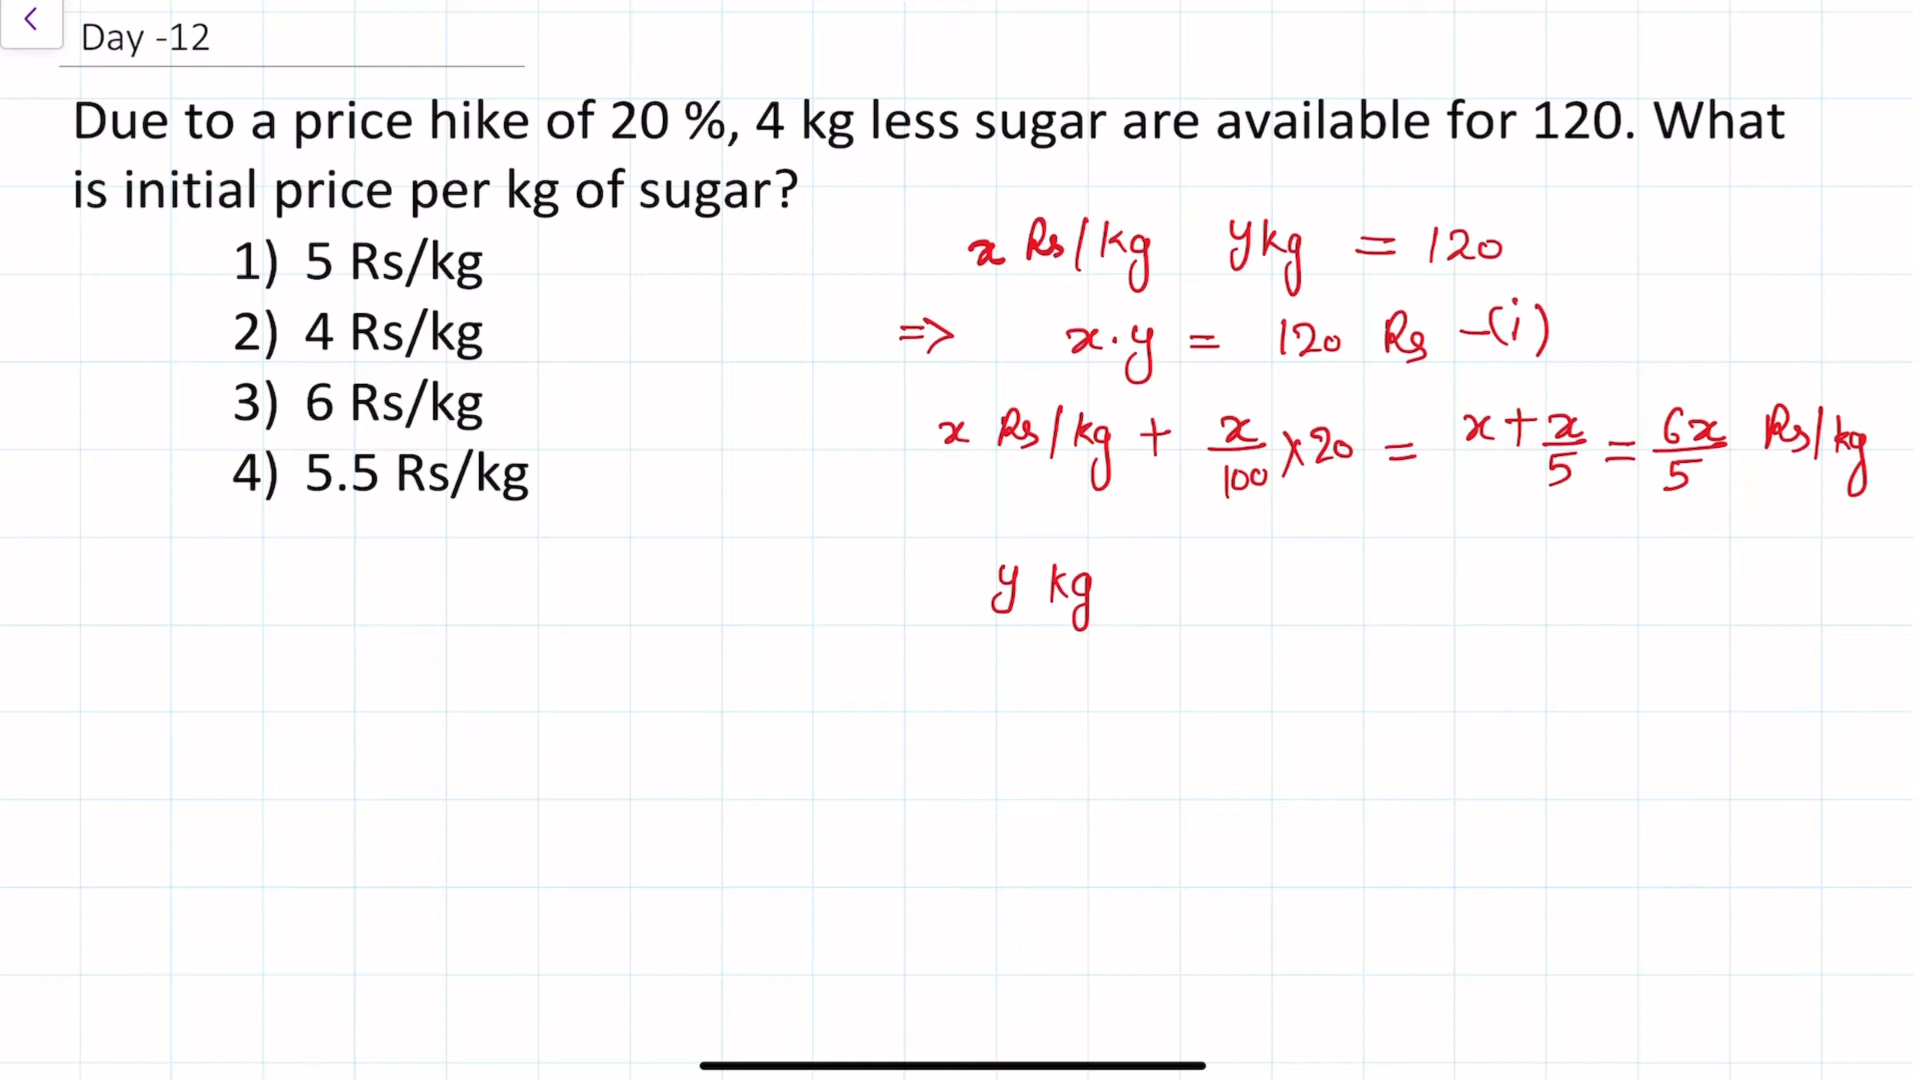 Day -12
Due to a price hike of 20 %, 4 kg less sugar are available for 120. What
is initial price per kg of sugar?
1) 5 Rs/kg
2) 4 Rs/kg
3) 6 Rs/kg
4) 5.5 Rs/kg
x Rs/kg y kg = 120
=> x.y = 120 Rs -(i)
x Rs/kg + x/100 × 20 = x + x/5 = 6x/5 Rs/kg
y kg